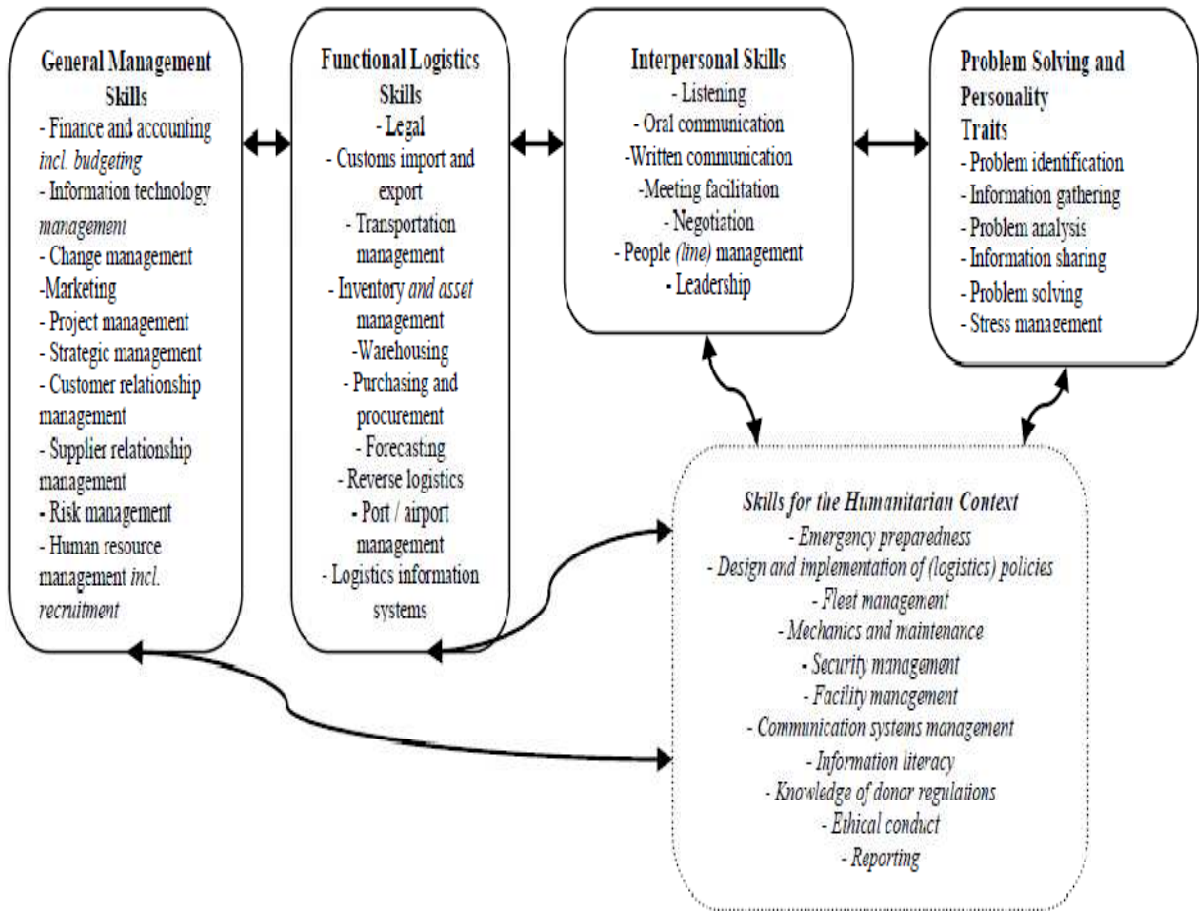 General Management
Skills
- Finance and accounting
incl. budgeting
- Information technology
management
- Change management
-Marketing
- Project management
- Strategic management
- Customer relationship
management
- Supplier relationship
management
- Risk management
- Human resource
management incl.
recruitment
Functional Logistics
Skills
- Legal
- Customs import and
export
- Transportation
management
- Inventory and asset
management
-Warehousing
- Purchasing and
procurement
- Forecasting
- Reverse logistics
- Port / airport
management
- Logistics information
systems
Interpersonal Skills
- Listening
- Oral communication
-Written communication
-Meeting facilitation
- Negotiation
- People (line) management
- Leadership
Problem Solving and
Personality
Traits
- Problem identification
- Information gathering
- Problem analysis
- Information sharing
- Problem solving
- Stress management
Skills for the Humanitarian Context
- Emergency preparedness
- Design and implementation of (logistics) policies
- Fleet management
- Mechanics and maintenance
- Security management
- Facility management
- Communication systems management
- Information literacy
- Knowledge of donor regulations
- Ethical conduct
- Reporting